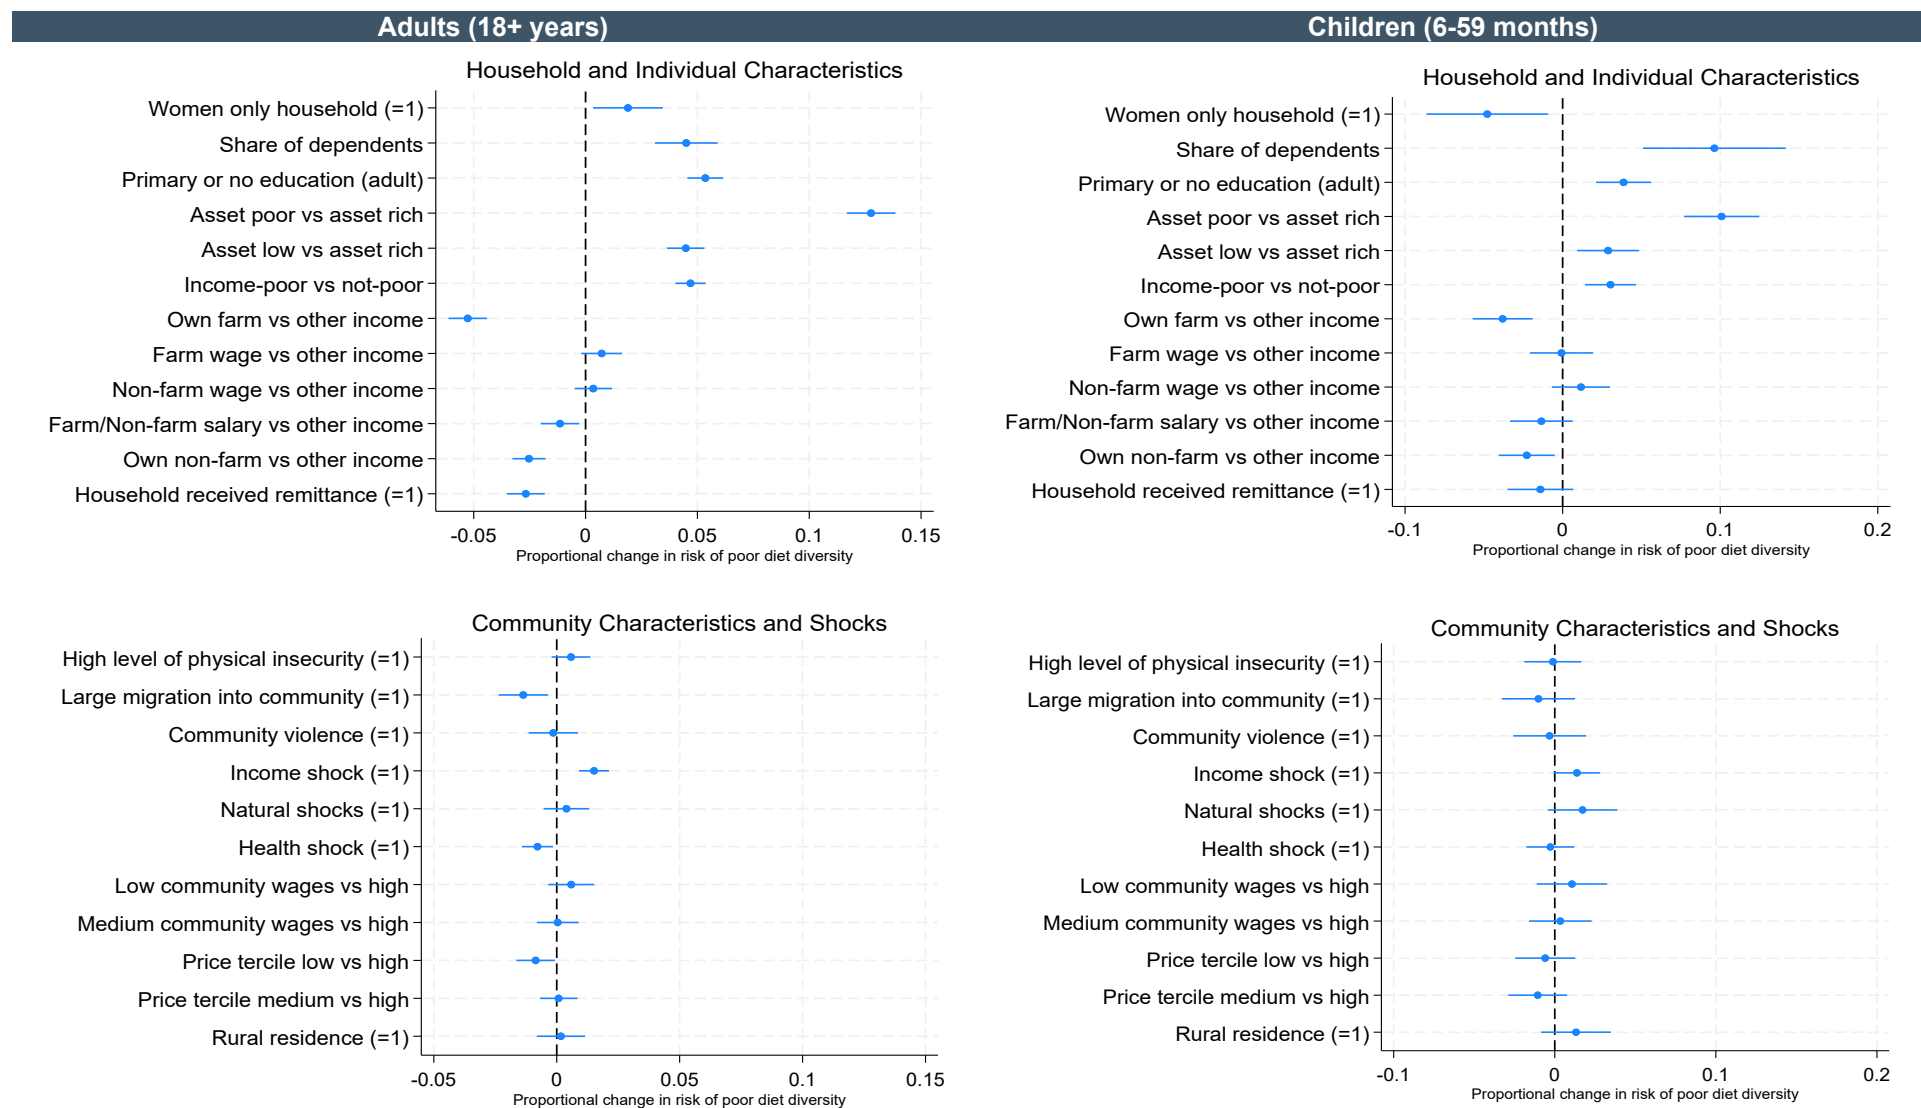 Adults (18+ years)
Children (6-59 months)
Household and Individual Characteristics
Women only household (=1)
Share of dependents
Primary or no education (adult)
Asset poor vs asset rich
Asset low vs asset rich
Income-poor vs not-poor
Own farm vs other income
Farm wage vs other income
Non-farm wage vs other income
Farm/Non-farm salary vs other income
Own non-farm vs other income
Household received remittance (=1)
-0.05 0 0.05 0.1 0.15
Proportional change in risk of poor diet diversity
Household and Individual Characteristics
Women only household (=1)
Share of dependents
Primary or no education (adult)
Asset poor vs asset rich
Asset low vs asset rich
Income-poor vs not-poor
Own farm vs other income
Farm wage vs other income
Non-farm wage vs other income
Farm/Non-farm salary vs other income
Own non-farm vs other income
Household received remittance (=1)
-0.1 0 0.1 0.2
Proportional change in risk of poor diet diversity
Community Characteristics and Shocks
High level of physical insecurity (=1)
Large migration into community (=1)
Community violence (=1)
Income shock (=1)
Natural shocks (=1)
Health shock (=1)
Low community wages vs high
Medium community wages vs high
Price tercile low vs high
Price tercile medium vs high
Rural residence (=1)
-0.05 0 0.05 0.1 0.15
Proportional change in risk of poor diet diversity
Community Characteristics and Shocks
High level of physical insecurity (=1)
Large migration into community (=1)
Community violence (=1)
Income shock (=1)
Natural shocks (=1)
Health shock (=1)
Low community wages vs high
Medium community wages vs high
Price tercile low vs high
Price tercile medium vs high
Rural residence (=1)
-0.1 0 0.1 0.2
Proportional change in risk of poor diet diversity